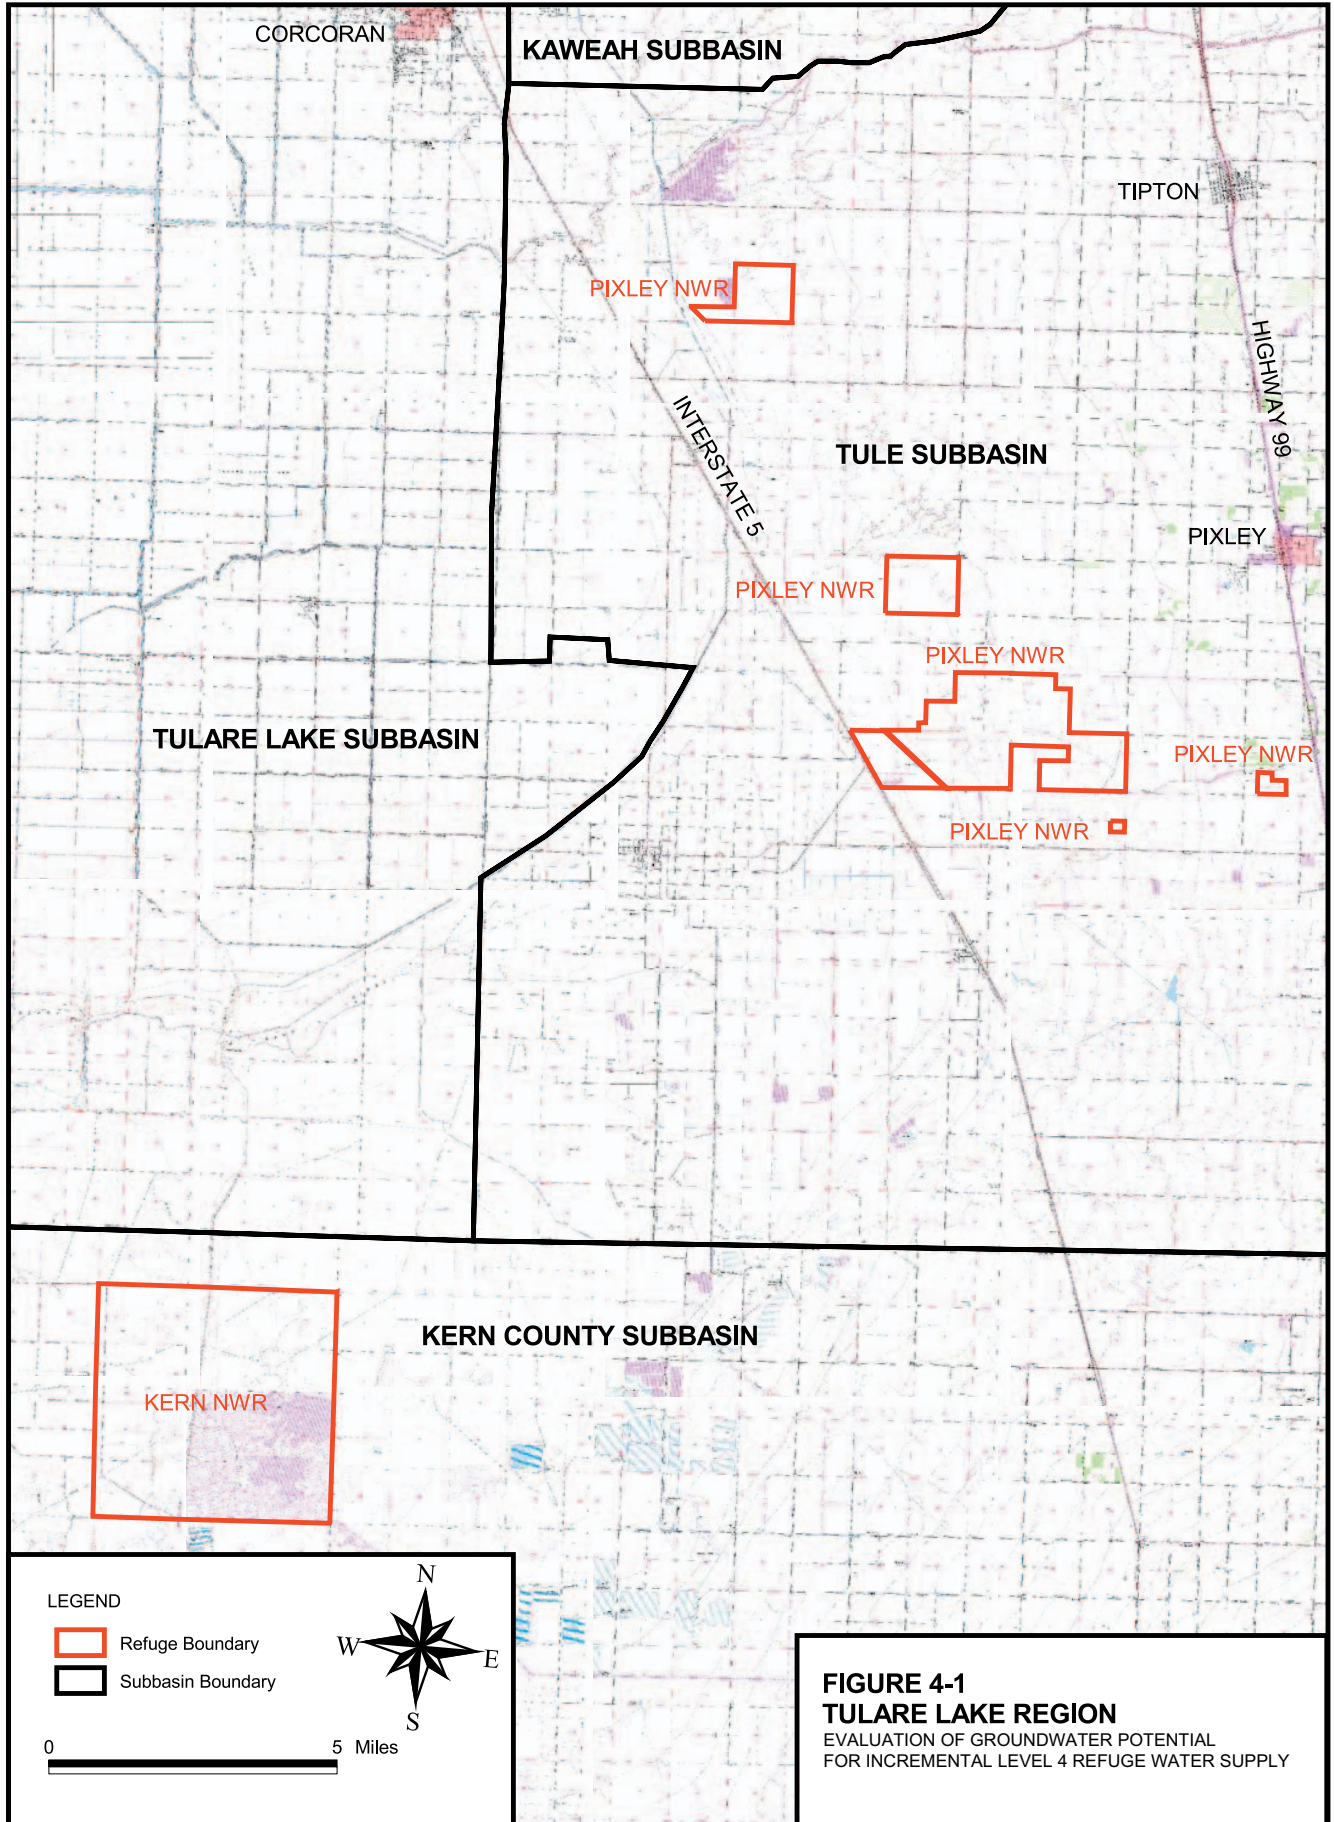 CORCORAN
KAWEAH SUBBASIN
TIPTON
PIXLEY NWR
HIGHWAY 99
INTERSTATE 5
TULE SUBBASIN
PIXLEY
PIXLEY NWR
PIXLEY NWR
TULARE LAKE SUBBASIN
PIXLEY NWR
PIXLEY NWR
KERN COUNTY SUBBASIN
KERN NWR
LEGEND
Refuge Boundary
Subbasin Boundary
N
W
E
S
0 5 Miles
FIGURE 4-1
TULARE LAKE REGION
EVALUATION OF GROUNDWATER POTENTIAL
FOR INCREMENTAL LEVEL 4 REFUGE WATER SUPPLY